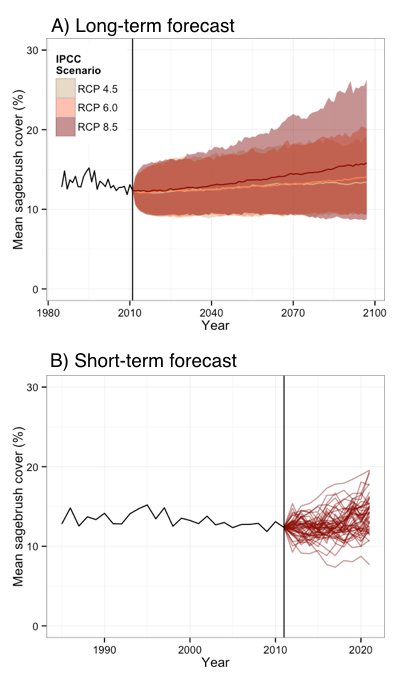 A) Long-term forecast
Mean sagebrush cover (%)
30
20
10
0
IPCC
Scenario
RCP 4.5
RCP 6.0
RCP 8.5
1980
2010
2040
2070
2100
Year
B) Short-term forecast
Mean sagebrush cover (%)
30
20
10
0
1990
2000
2010
2020
Year